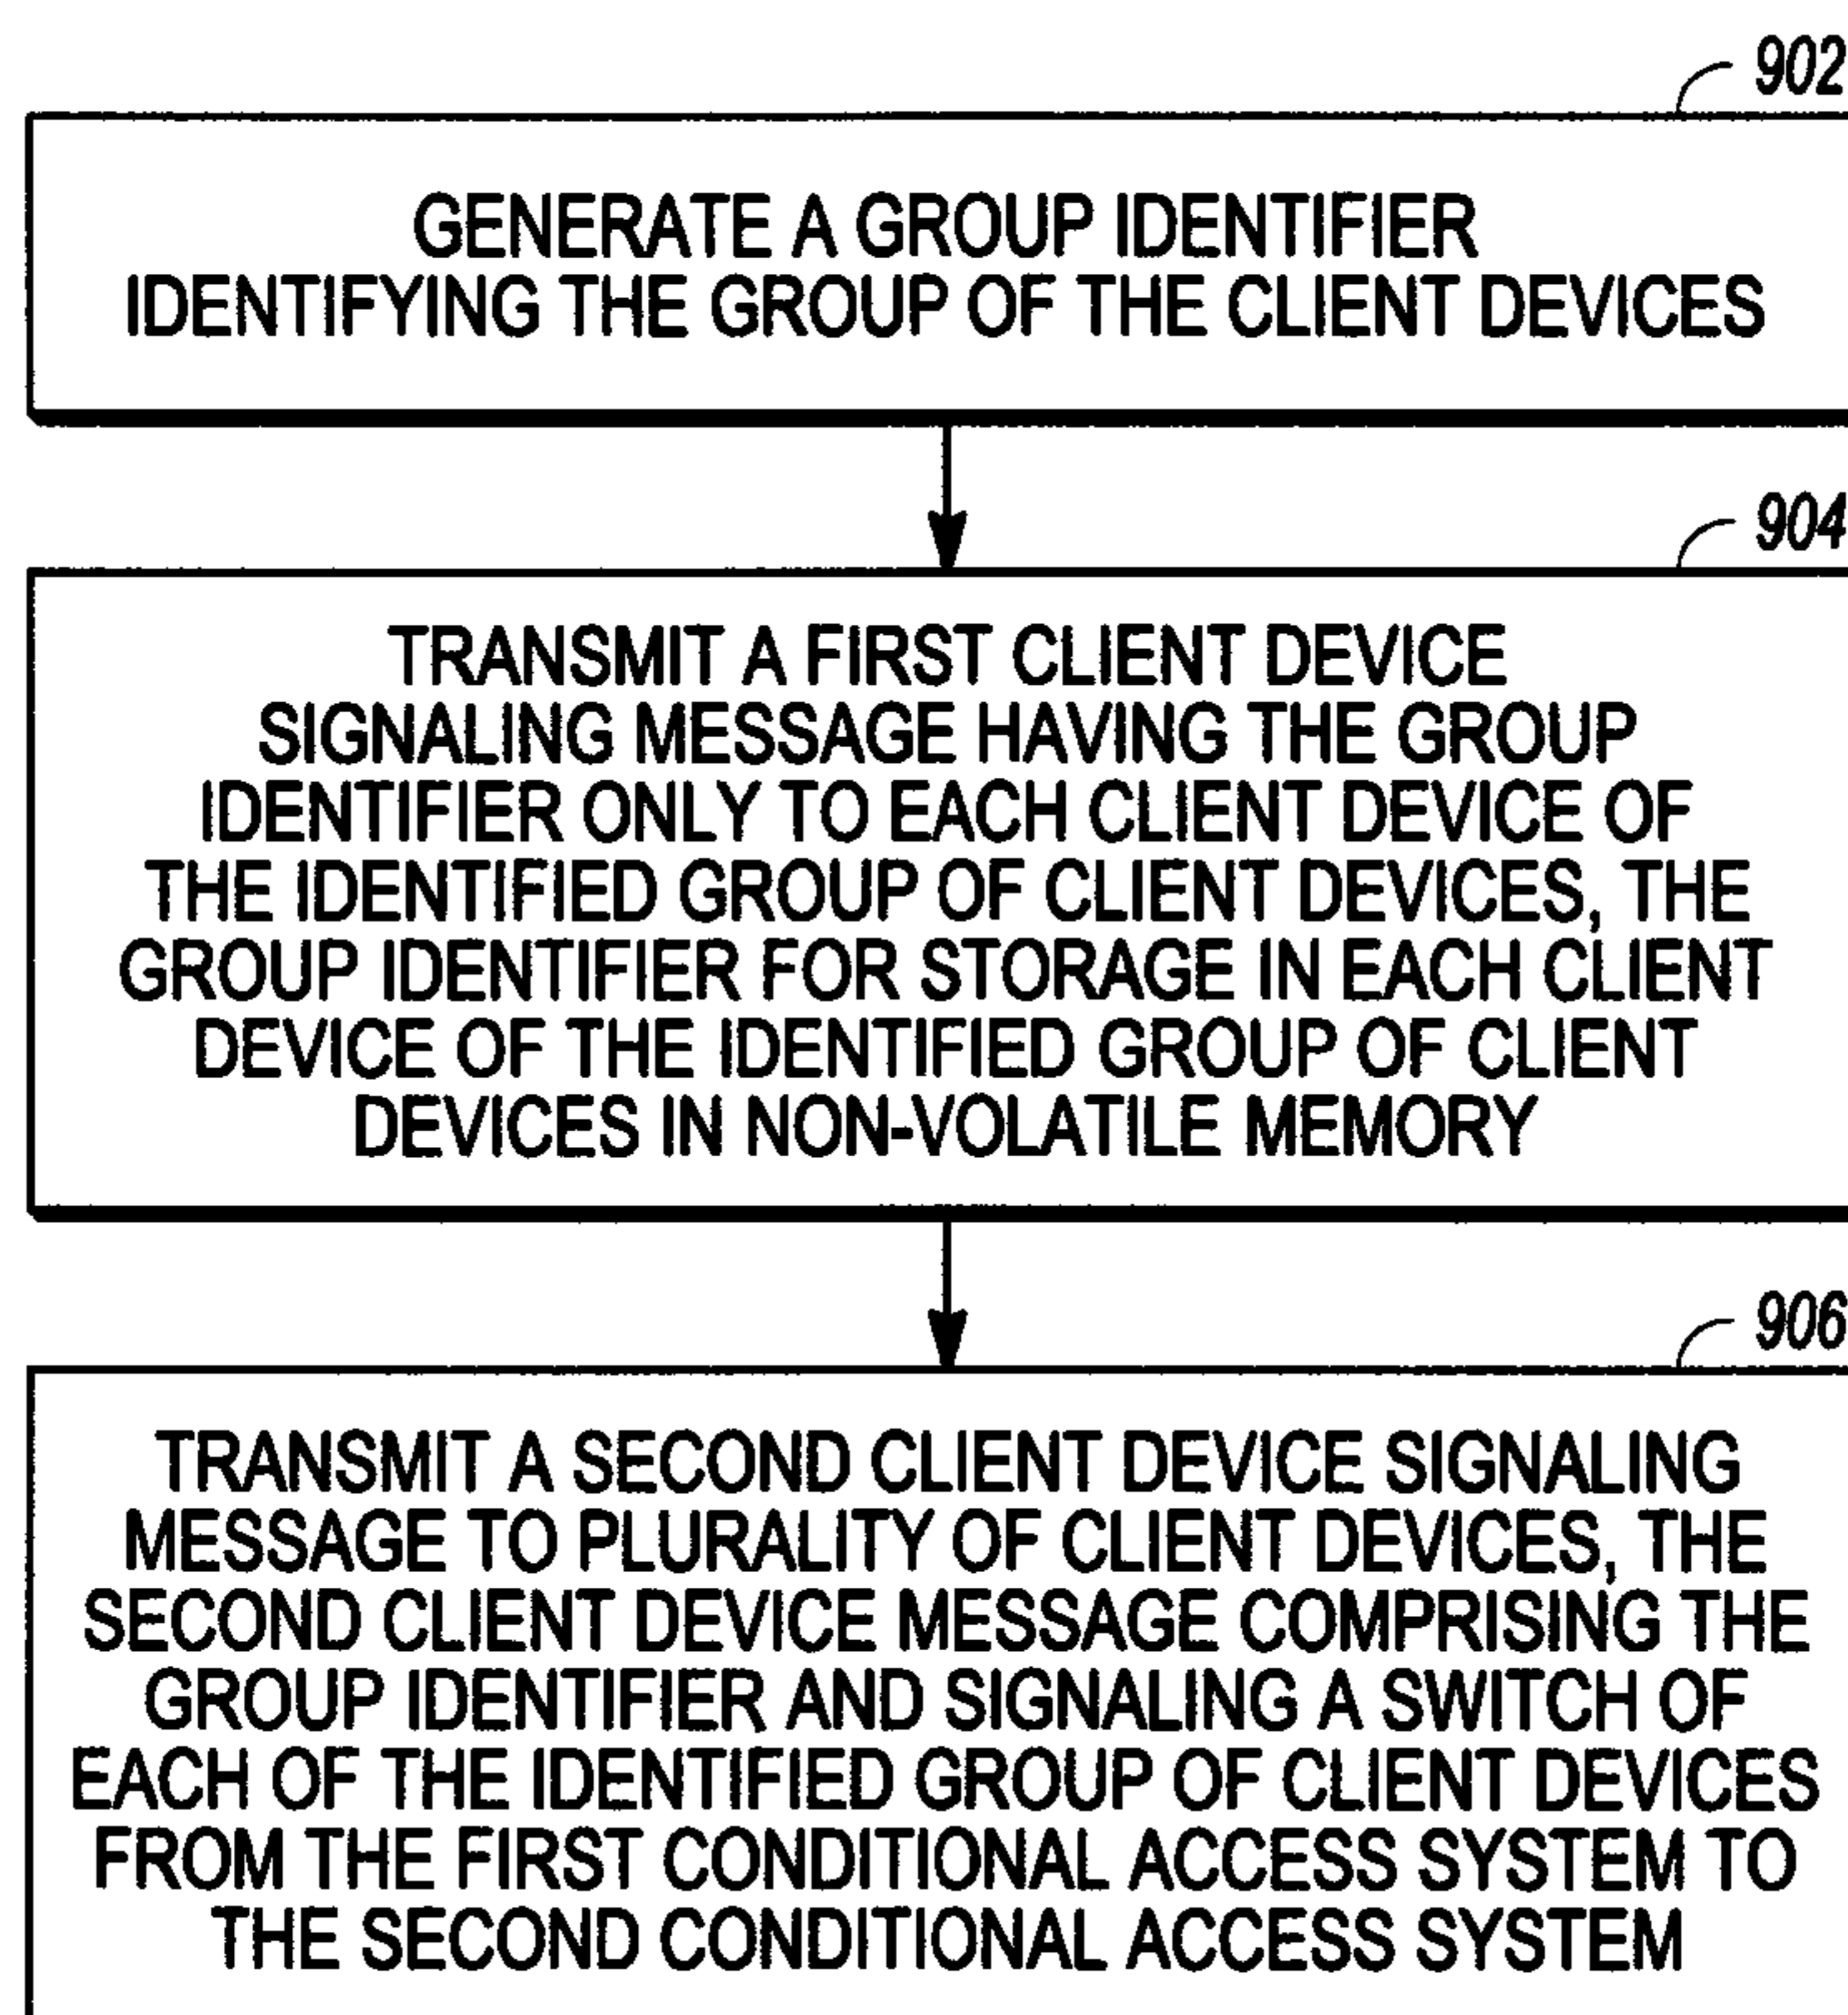 902
GENERATE A GROUP IDENTIFIER
IDENTIFYING THE GROUP OF THE CLIENT DEVICES
904
TRANSMIT A FIRST CLIENT DEVICE
SIGNALING MESSAGE HAVING THE GROUP
IDENTIFIER ONLY TO EACH CLIENT DEVICE OF
THE IDENTIFIED GROUP OF CLIENT DEVICES, THE
GROUP IDENTIFIER FOR STORAGE IN EACH CLIENT
DEVICE OF THE IDENTIFIED GROUP OF CLIENT
DEVICES IN NON-VOLATILE MEMORY
906
TRANSMIT A SECOND CLIENT DEVICE SIGNALING
MESSAGE TO PLURALITY OF CLIENT DEVICES, THE
SECOND CLIENT DEVICE MESSAGE COMPRISING THE
GROUP IDENTIFIER AND SIGNALING A SWITCH OF
EACH OF THE IDENTIFIED GROUP OF CLIENT DEVICES
FROM THE FIRST CONDITIONAL ACCESS SYSTEM TO
THE SECOND CONDITIONAL ACCESS SYSTEM